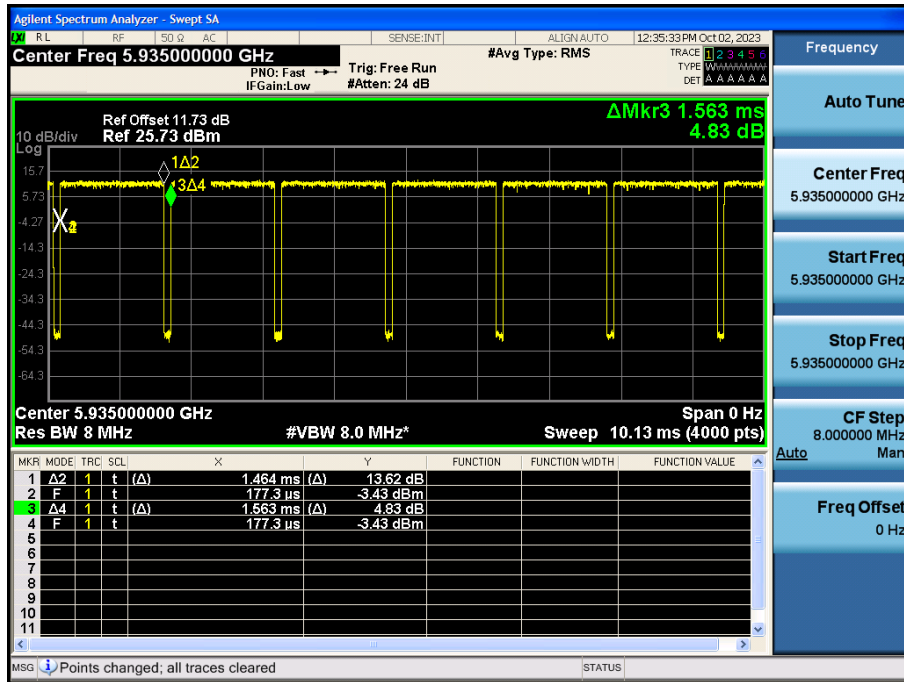 Agilent Spectrum Analyzer - Swept SA
LXI RL RF 50 Ω AC SENSE:INT ALIGN AUTO 12:35:33 PM Oct 02, 2023
Center Freq 5.935000000 GHz
#Avg Type: RMS
TRACE 1 2 3 4 5 6
PNO: Fast Trig: Free Run
TYPE WWWWWW
IFGain:Low #Atten: 24 dB
DET A A A A A A
ΔMkr3 1.563 ms
4.83 dB
Ref Offset 11.73 dB
10 dB/div Ref 25.73 dBm
Log
1Δ2
15.7
3Δ4
5.73
-4.27
-14.3
-24.3
-34.3
-44.3
-54.3
-64.3
Center 5.935000000 GHz Span 0 Hz
Res BW 8 MHz #VBW 8.0 MHz* Sweep 10.13 ms (4000 pts)
MKR MODE TRC SCL X Y FUNCTION FUNCTION WIDTH FUNCTION VALUE
1 Δ2 1 t (Δ) 1.464 ms (Δ) 13.62 dB
2 F 1 t 177.3 µs -3.43 dBm
3 Δ4 1 t (Δ) 1.563 ms (Δ) 4.83 dB
4 F 1 t 177.3 µs -3.43 dBm
5
6
7
8
9
10
11
MSG Points changed; all traces cleared STATUS
Frequency
Auto Tune
Center Freq
5.935000000 GHz
Start Freq
5.935000000 GHz
Stop Freq
5.935000000 GHz
CF Step
8.000000 MHz
Auto Man
Freq Offset
0 Hz